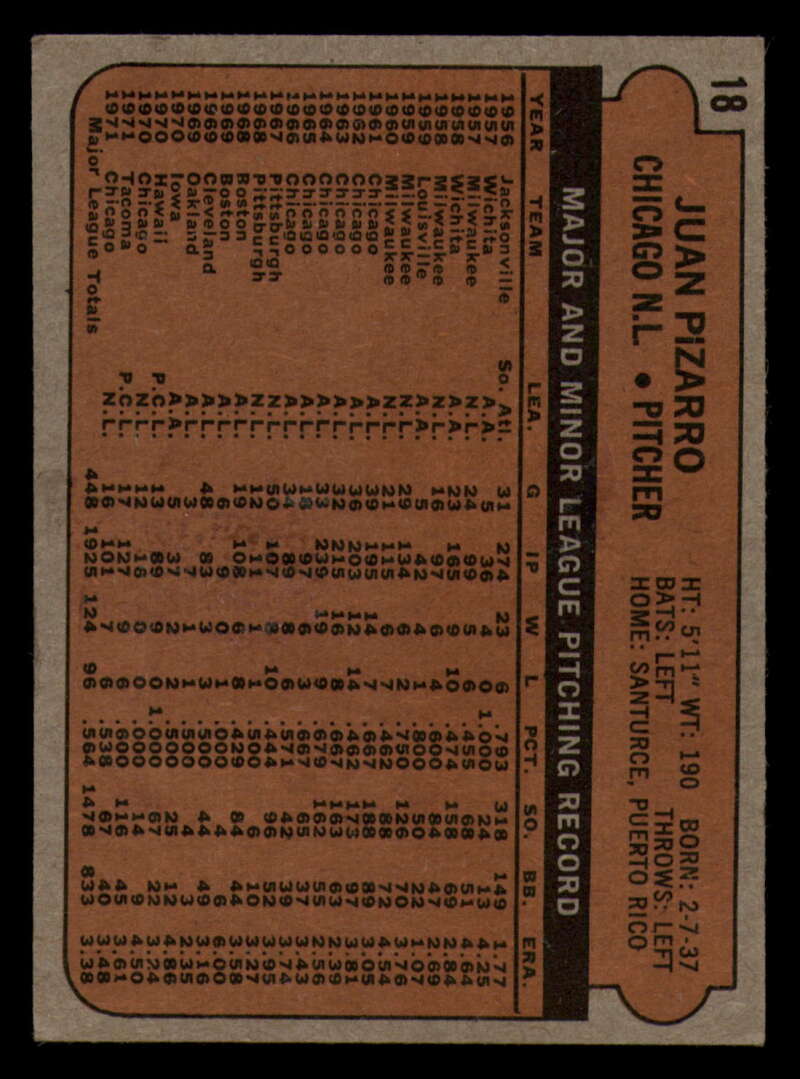 18
JUAN PIZARRO
CHICAGO N.L. • PITCHER
HT: 5'11" WT: 190 BORN: 2-7-37
BATS: LEFT THROWS: LEFT
HOME: SANTURCE, PUERTO RICO
MAJOR AND MINOR LEAGUE PITCHING RECORD
YEAR TEAM LEA. G IP W L PCT. SO. BB. ERA.
1956 Jacksonville So. Atl. 31 274 23 6 .793 318 149 1.77
1957 Wichita A.A. 5 36 4 0 1.000 24 13 4.25
1957 Milwaukee N.L. 24 99 5 6 .455 68 51 4.64
1958 Wichita A.A. 23 165 9 10 .474 158 69 2.84
1958 Milwaukee N.L. 16 97 6 4 .600 84 47 2.69
1959 Louisville A.A. 5 42 4 1 .800 50 22 1.07
1959 Milwaukee N.L. 29 134 6 2 .750 126 70 3.76
1960 Milwaukee N.L. 21 115 6 7 .462 88 72 4.54
1961 Chicago A.L. 39 195 14 7 .667 188 89 3.05
1962 Chicago A.L. 36 203 12 14 .462 173 97 3.81
1963 Chicago A.L. 32 215 16 8 .667 163 63 2.39
1964 Chicago A.L. 33 239 19 9 .679 162 55 2.56
1965 Chicago A.L. 18 97 6 3 .667 65 37 3.43
1966 Chicago A.L. 34 89 8 6 .571 42 39 3.74
1967 Pittsburgh N.L. 50 107 8 10 .444 96 52 3.95
1968 Pittsburgh N.L. 12 11 1 1 .500 6 10 3.27
1968 Boston A.L. 19 108 6 8 .429 84 44 3.58
1969 Boston A.L. 6 9 0 1 .000 4 6 6.00
1969 Cleveland A.L. 48 83 3 3 .500 44 49 3.16
1969 Oakland A.L. 3 7 1 1 .500 4 3 2.35
1970 Iowa A.A. 5 37 2 2 .500 25 12 4.86
1970 Hawaii P.C.L. 13 89 9 0 1.000 67 22 3.24
1970 Chicago N.L. 12 16 0 0 .000 14 9 4.50
1971 Tacoma P.C.L. 17 127 9 6 .600 116 45 3.61
1971 Chicago N.L. 16 101 7 6 .538 67 40 3.48
Major League Totals 448 1925 124 96 .564 1478 833 3.38